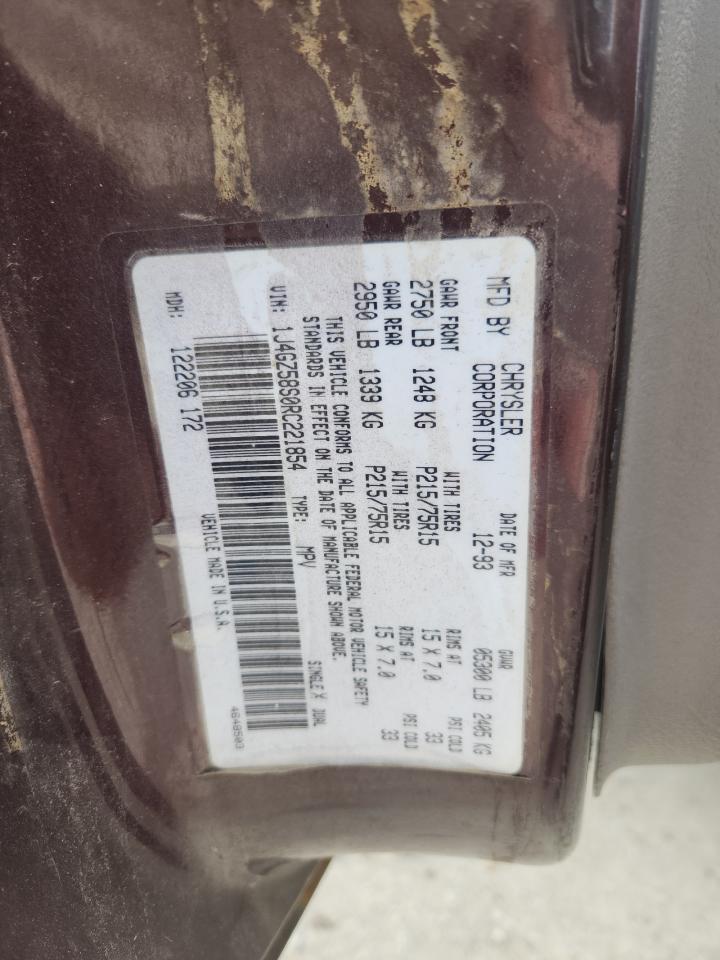 MFD BY CHRYSLER CORPORATION DATE OF MFR 12-93 GVWR 05300 LB 2405 KG
GAWR FRONT WITH TIRES RIMS AT PSI COLD
2750 LB 1248 KG P215/75R15 15 X 7.0 33
GAWR REAR WITH TIRES RIMS AT PSI COLD
2950 LB 1339 KG P215/75R15 15 X 7.0 33
THIS VEHICLE CONFORMS TO ALL APPLICABLE FEDERAL MOTOR VEHICLE SAFETY
STANDARDS IN EFFECT ON THE DATE OF MANUFACTURE SHOWN ABOVE.
VIN: 1J4GZ58S0RC221854 TYPE: MPV SINGLE X DUAL
MDH: 122206 172 VEHICLE MADE IN U.S.A. 4648503